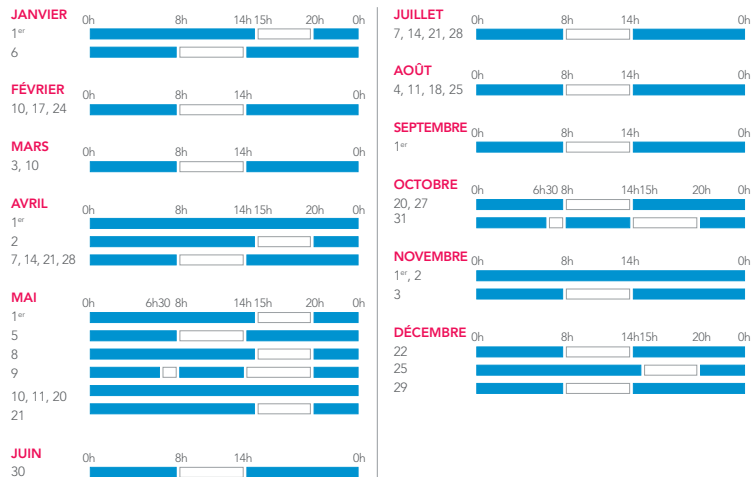 JANVIER 0h 8h 14h 15h 20h 0h
1er
6
FÉVRIER 0h 8h 14h 0h
10, 17, 24
MARS 0h 8h 14h 0h
3, 10
AVRIL 0h 8h 14h 15h 20h 0h
1er
2
7, 14, 21, 28
MAI 0h 6h30 8h 14h 15h 20h 0h
1er
5
8
9
10, 11, 20
21
JUIN 0h 8h 14h 0h
30
JUILLET 0h 8h 14h 0h
7, 14, 21, 28
AOÛT 0h 8h 14h 0h
4, 11, 18, 25
SEPTEMBRE 0h 8h 14h 0h
1er
OCTOBRE 0h 6h30 8h 14h 15h 20h 0h
20, 27
31
NOVEMBRE 0h 8h 14h 0h
1er, 2
3
DÉCEMBRE 0h 8h 14h 15h 20h 0h
22
25
29